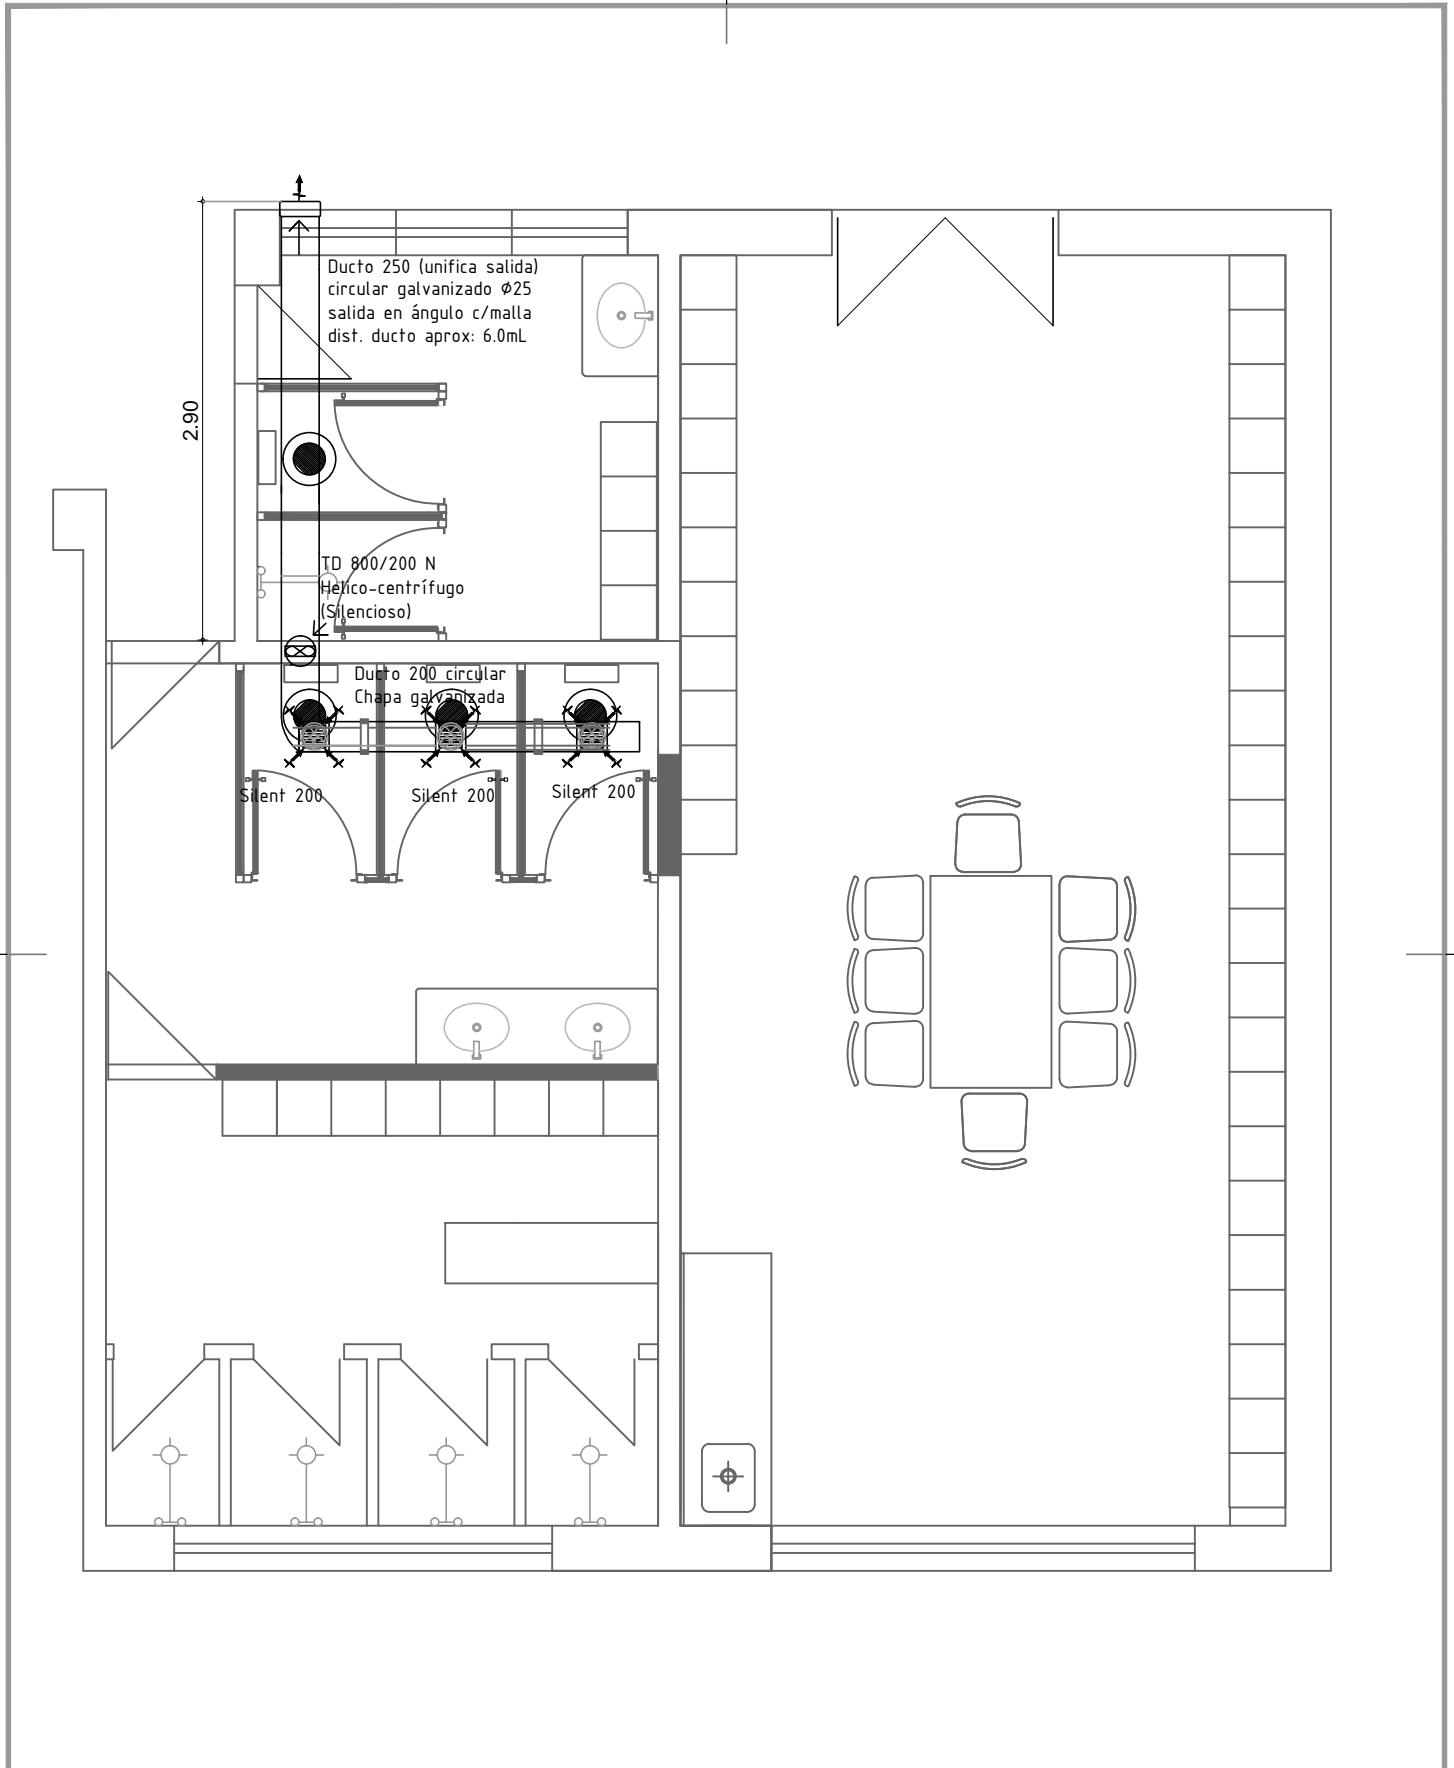 Ducto 250 (unifica salida)
circular galvanizado Ø25
salida en ángulo c/malla
dist. ducto aprox: 6.0mL
2.90
TD 800/200 N
Helico-centrífugo
(Silencioso)
Ducto 200 circular
Chapa galvanizada
Silent 200
Silent 200
Silent 200